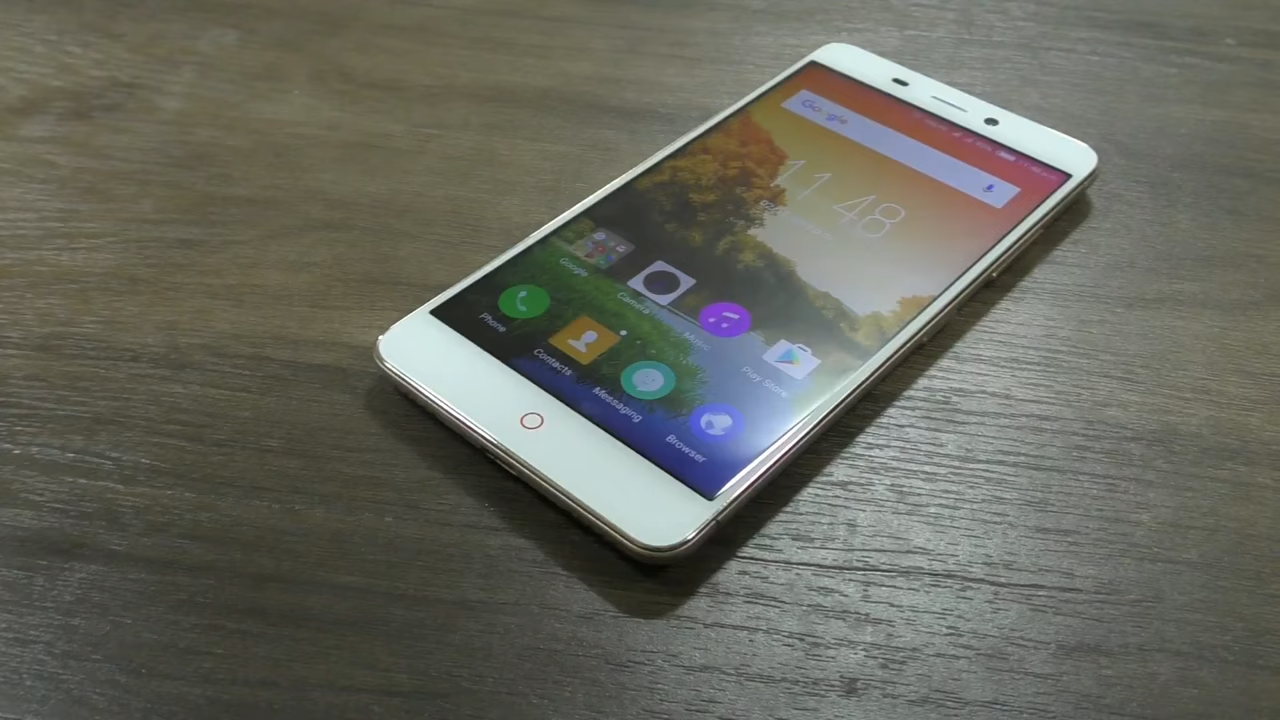 Google
11 48
Google
Camera
Music
Play Store
Phone
Contacts
Messaging
Browser